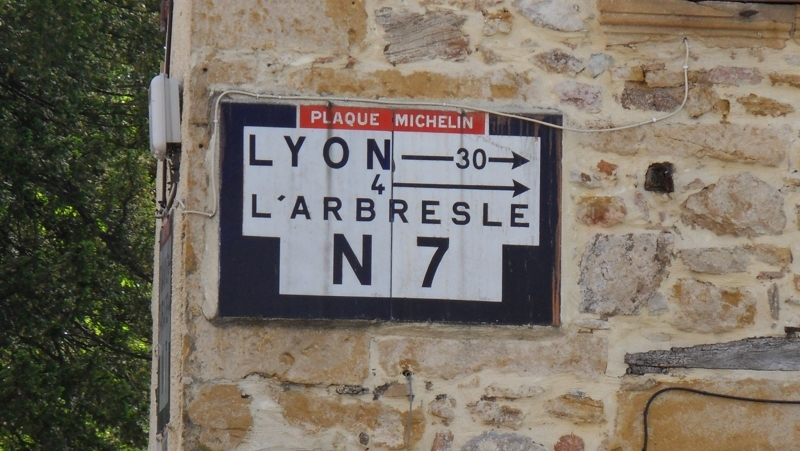 PLAQUE MICHELIN
LYON 30
4
L'ARBRESLE
N 7